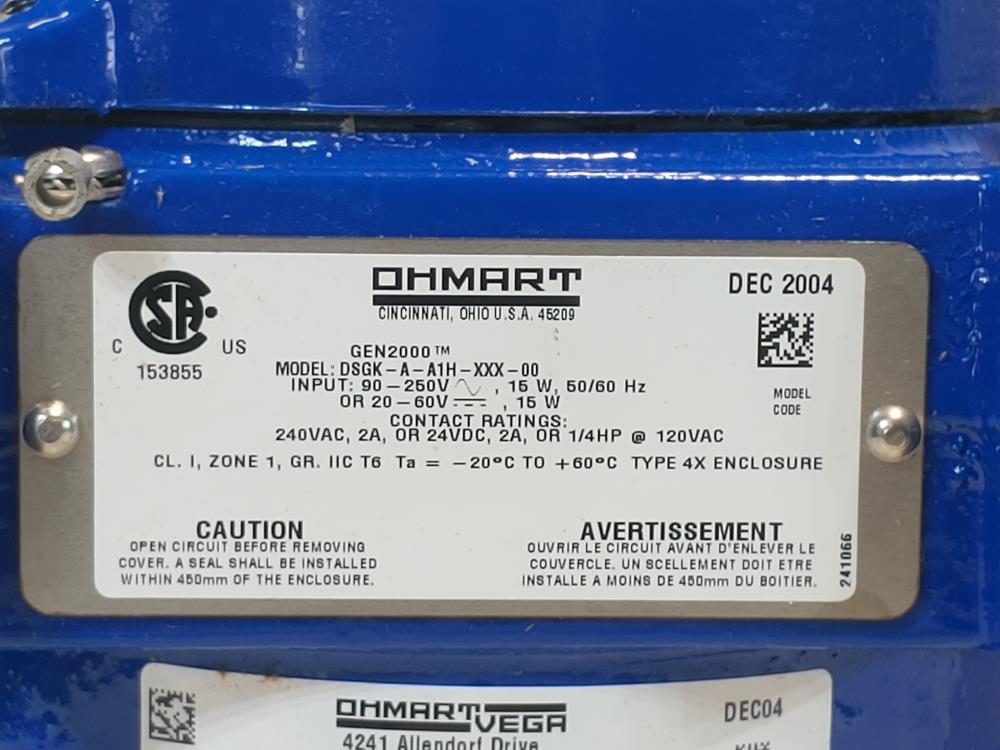 OHMART
CINCINNATI, OHIO U.S.A. 45209
DEC 2004
CSA
C US
153855
MODEL
CODE
GEN2000™
MODEL: DSGK-A-A1H-XXX-00
INPUT: 90-250V ∿, 15 W, 50/60 Hz
OR 20-60V ⎓, 15 W
CONTACT RATINGS:
240VAC, 2A, OR 24VDC, 2A, OR 1/4HP @ 120VAC
CL. I, ZONE 1, GR. IIC T6 Ta = -20°C TO +60°C TYPE 4X ENCLOSURE
CAUTION
OPEN CIRCUIT BEFORE REMOVING
COVER. A SEAL SHALL BE INSTALLED
WITHIN 450mm OF THE ENCLOSURE.
AVERTISSEMENT
OUVRIR LE CIRCUIT AVANT D'ENLEVER LE
COUVERCLE. UN SCELLEMENT DOIT ETRE
INSTALLE A MOINS DE 450mm DU BOITIER.
241066
OHMART VEGA
4241 Allendorf Drive
DEC04